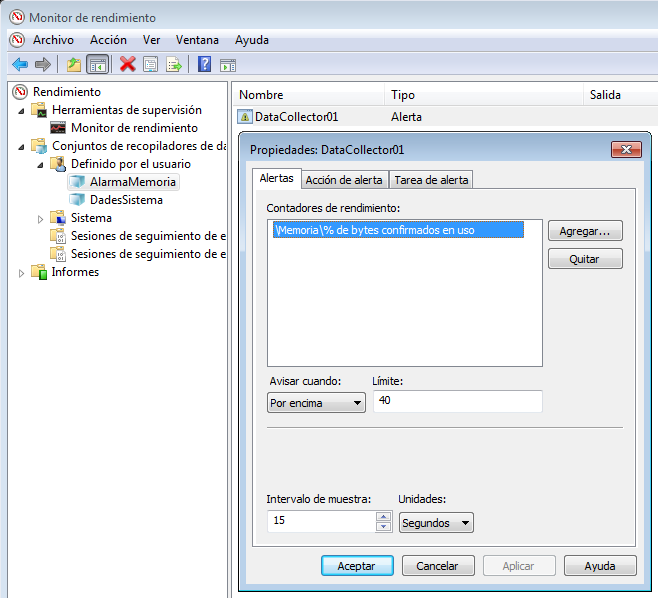 Monitor de rendimiento
Archivo Acción Ver Ventana Ayuda
Rendimiento
Herramientas de supervisión
Monitor de rendimiento
Conjuntos de recopiladores de da
Definido por el usuario
AlarmaMemoria
DadesSistema
Sistema
Sesiones de seguimiento de e
Sesiones de seguimiento de e
Informes
Nombre Tipo Salida
DataCollector01 Alerta
Propiedades: DataCollector01
Alertas Acción de alerta Tarea de alerta
Contadores de rendimiento:
\Memoria\% de bytes confirmados en uso
Agregar...
Quitar
Avisar cuando: Límite:
Por encima 40
Intervalo de muestra: Unidades:
15 Segundos
Aceptar Cancelar Aplicar Ayuda